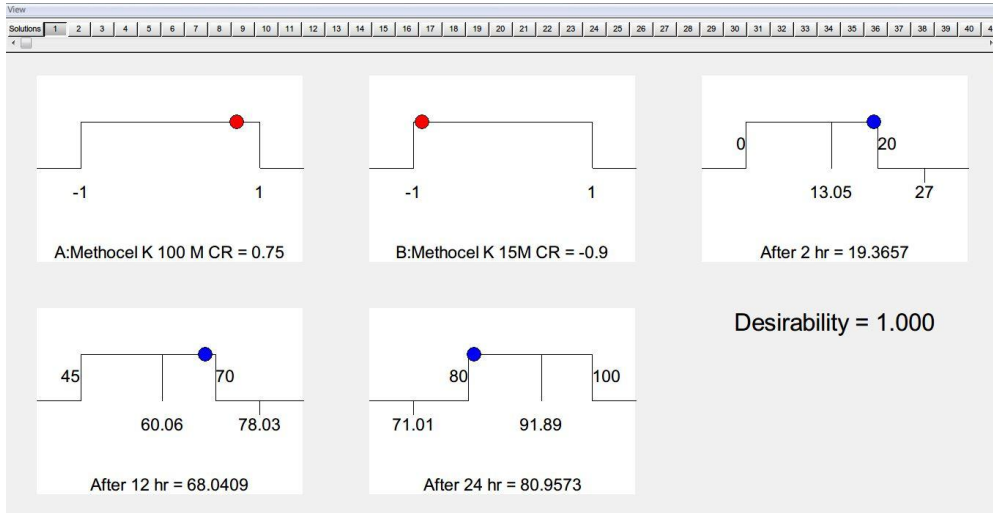 View
Solutions 1 2 3 4 5 6 7 8 9 10 11 12 13 14 15 16 17 18 19 20 21 22 23 24 25 26 27 28 29 30 31 32 33 34 35 36 37 38 39 40
-1 1
A:Methocel K 100 M CR = 0.75
-1 1
B:Methocel K 15M CR = -0.9
0 20
13.05 27
After 2 hr = 19.3657
45 70
60.06 78.03
After 12 hr = 68.0409
80 100
71.01 91.89
After 24 hr = 80.9573
Desirability = 1.000